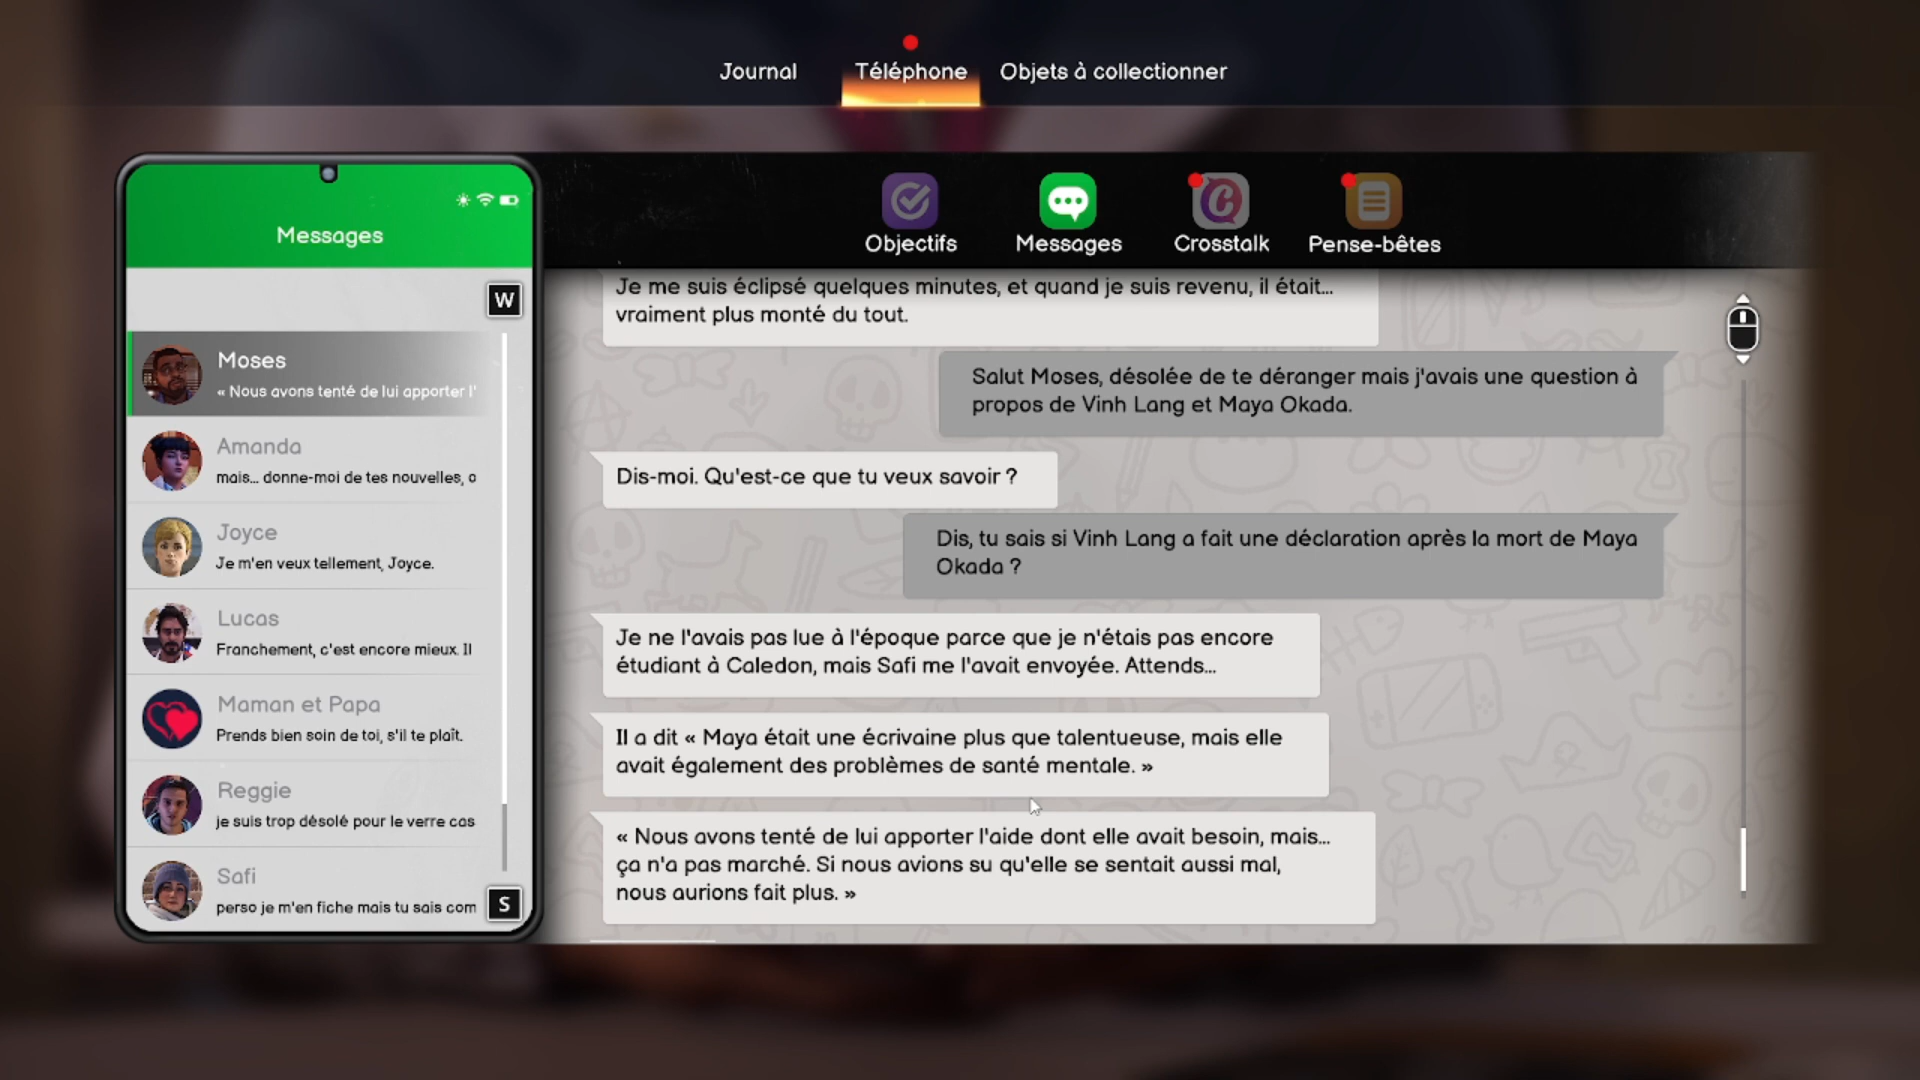 Journal
Téléphone
Objets à collectionner
Messages
Objectifs
Messages
Crosstalk
Pense-bêtes
W
Moses
« Nous avons tenté de lui apporter l'
Amanda
mais... donne-moi de tes nouvelles, o
Joyce
Je m'en veux tellement, Joyce.
Lucas
Franchement, c'est encore mieux. Il
Maman et Papa
Prends bien soin de toi, s'il te plaît.
Reggie
je suis trop désolé pour le verre cas
Safi
perso je m'en fiche mais tu sais com
S
Je me suis éclipsé quelques minutes, et quand je suis revenu, il était...
vraiment plus monté du tout.
Salut Moses, désolée de te déranger mais j'avais une question à
propos de Vinh Lang et Maya Okada.
Dis-moi. Qu'est-ce que tu veux savoir ?
Dis, tu sais si Vinh Lang a fait une déclaration après la mort de Maya
Okada ?
Je ne l'avais pas lue à l'époque parce que je n'étais pas encore
étudiant à Caledon, mais Safi me l'avait envoyée. Attends...
Il a dit « Maya était une écrivaine plus que talentueuse, mais elle
avait également des problèmes de santé mentale. »
« Nous avons tenté de lui apporter l'aide dont elle avait besoin, mais...
ça n'a pas marché. Si nous avions su qu'elle se sentait aussi mal,
nous aurions fait plus. »